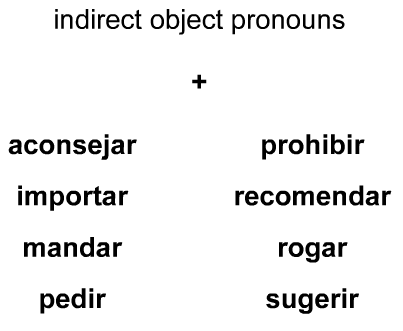 indirect object pronouns
+
aconsejar prohibir
importar recomendar
mandar rogar
pedir sugerir